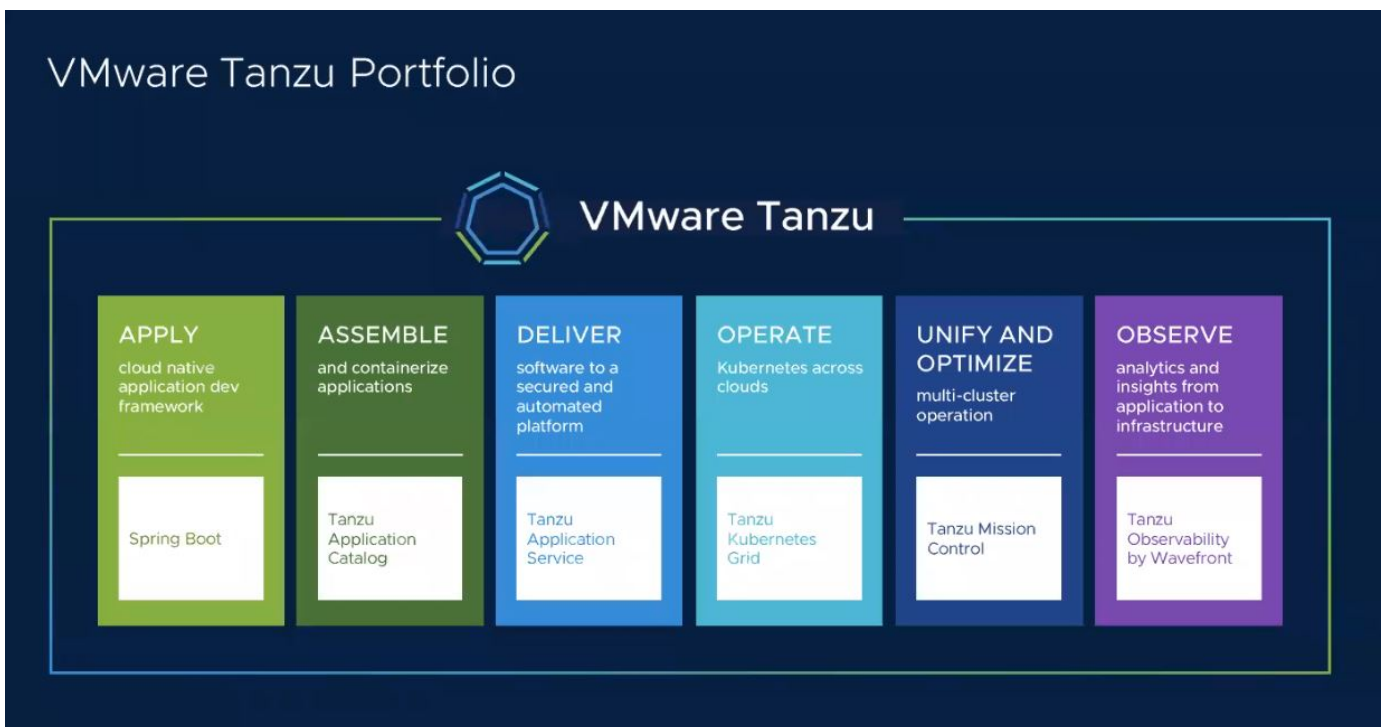 VMware Tanzu Portfolio
VMware Tanzu
APPLY
cloud native
application dev
framework
Spring Boot
ASSEMBLE
and containerize
applications
Tanzu
Application
Catalog
DELIVER
software to a
secured and
automated
platform
Tanzu
Application
Service
OPERATE
Kubernetes across
clouds
Tanzu
Kubernetes
Grid
UNIFY AND
OPTIMIZE
multi-cluster
operation
Tanzu Mission
Control
OBSERVE
analytics and
insights from
application to
infrastructure
Tanzu
Observability
by Wavefront